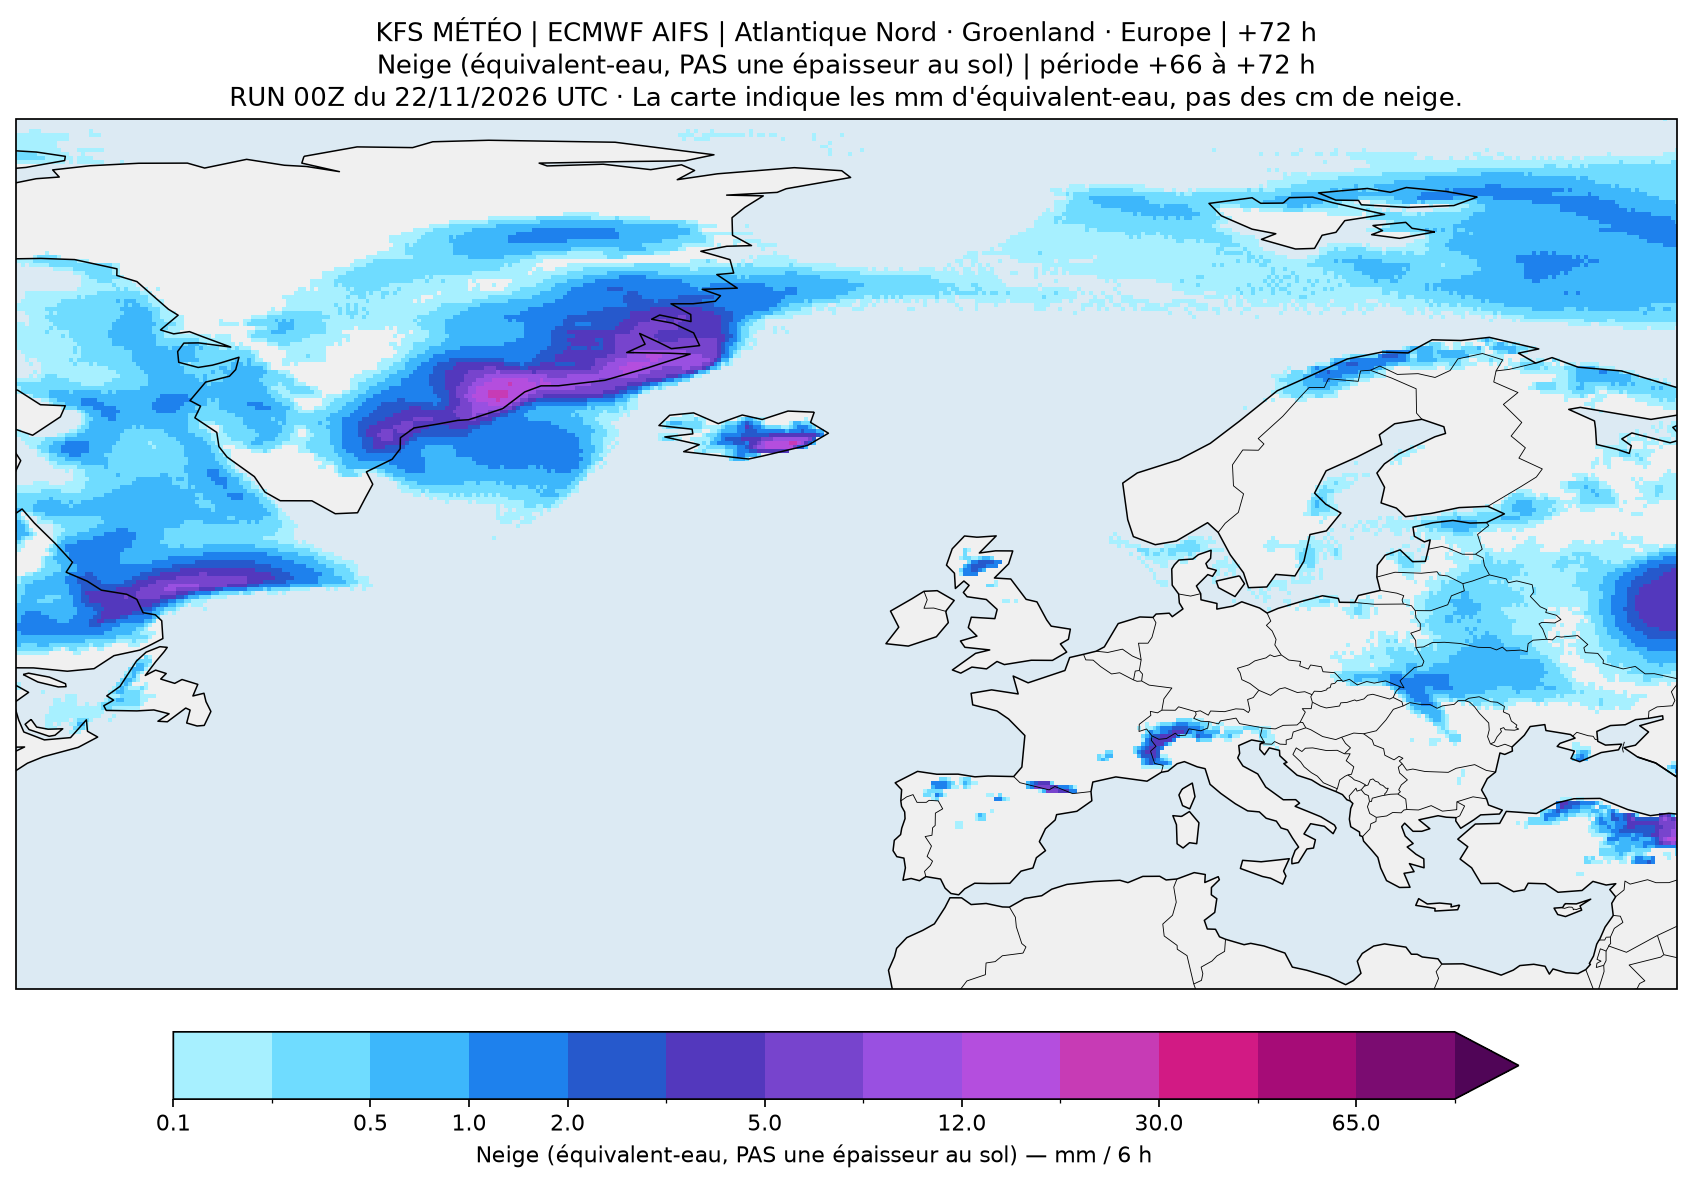 KFS MÉTÉO | ECMWF AIFS | Atlantique Nord · Groenland · Europe | +72 h
Neige (équivalent-eau, PAS une épaisseur au sol) | période +66 à +72 h
RUN 00Z du 22/11/2026 UTC · La carte indique les mm d'équivalent-eau, pas des cm de neige.
0.1 0.5 1.0 2.0 5.0 12.0 30.0 65.0
Neige (équivalent-eau, PAS une épaisseur au sol) — mm / 6 h